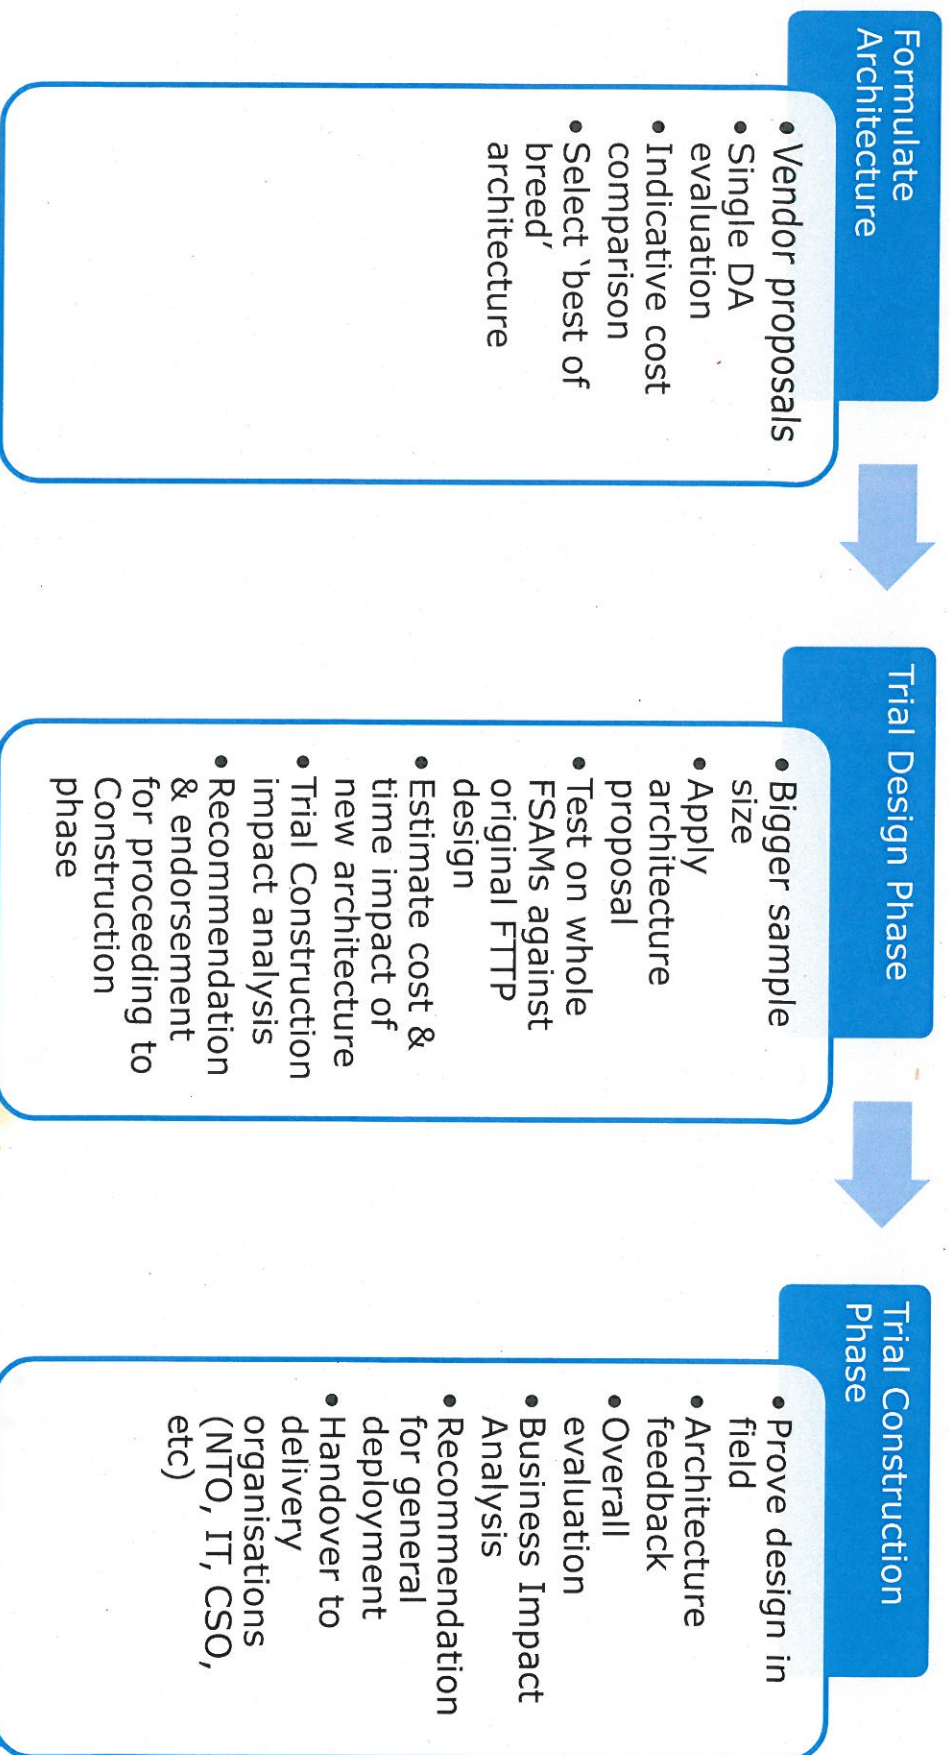 Formulate
Architecture
• Vendor proposals
• Single DA
evaluation
• Indicative cost
comparison
• Select ‘best of
breed’
architecture
Trial Design Phase
• Bigger sample
size
• Apply
architecture
proposal
• Test on whole
FSAMs against
original FTTP
design
• Estimate cost &
time impact of
new architecture
• Trial Construction
impact analysis
• Recommendation
& endorsement
for proceeding to
Construction
phase
Trial Construction
Phase
• Prove design in
field
• Architecture
feedback
• Overall
evaluation
• Business Impact
Analysis
• Recommendation
for general
deployment
• Handover to
delivery
organisations
(NTO, IT, CSO,
etc)